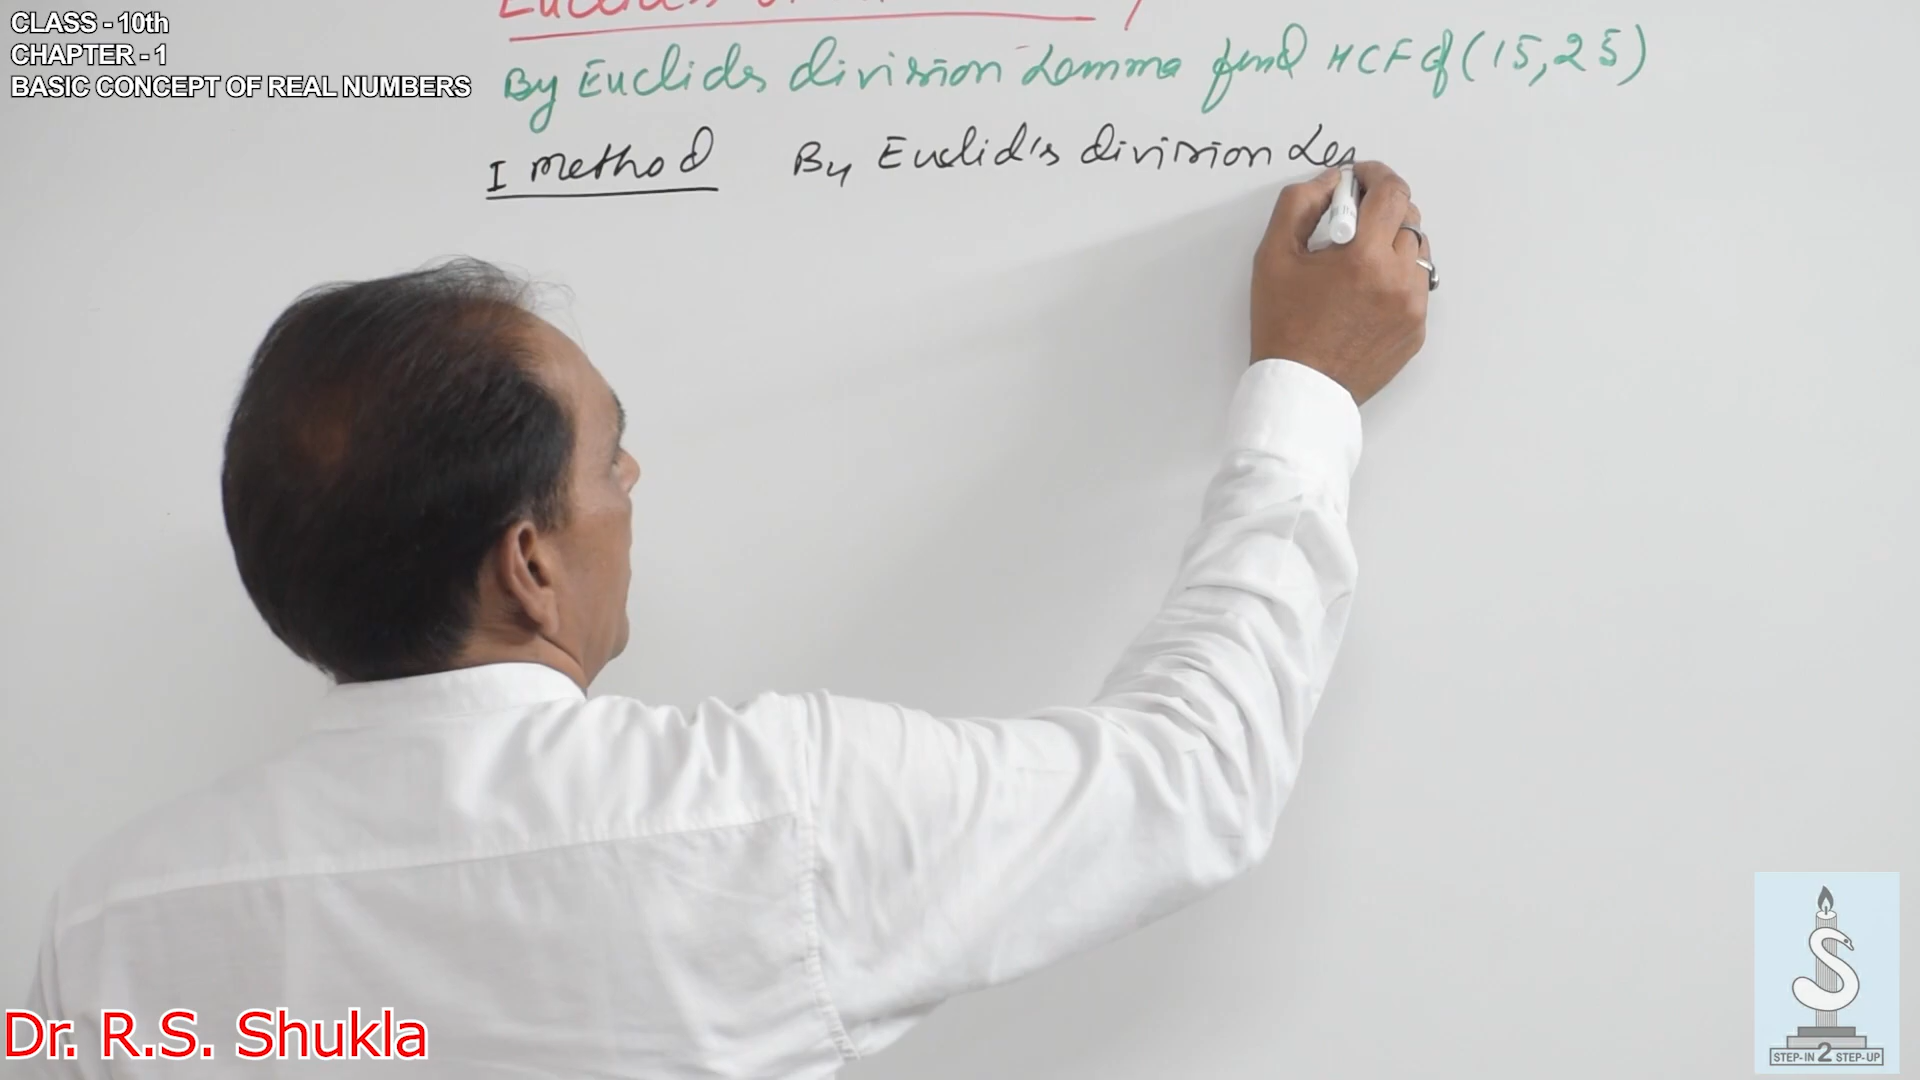 CLASS - 10th
CHAPTER - 1
BASIC CONCEPT OF REAL NUMBERS
By Euclids division Lemma find HCF of (15,25)
I method By Euclid's division Le
Dr. R.S. Shukla
STEP-IN 2 STEP-UP